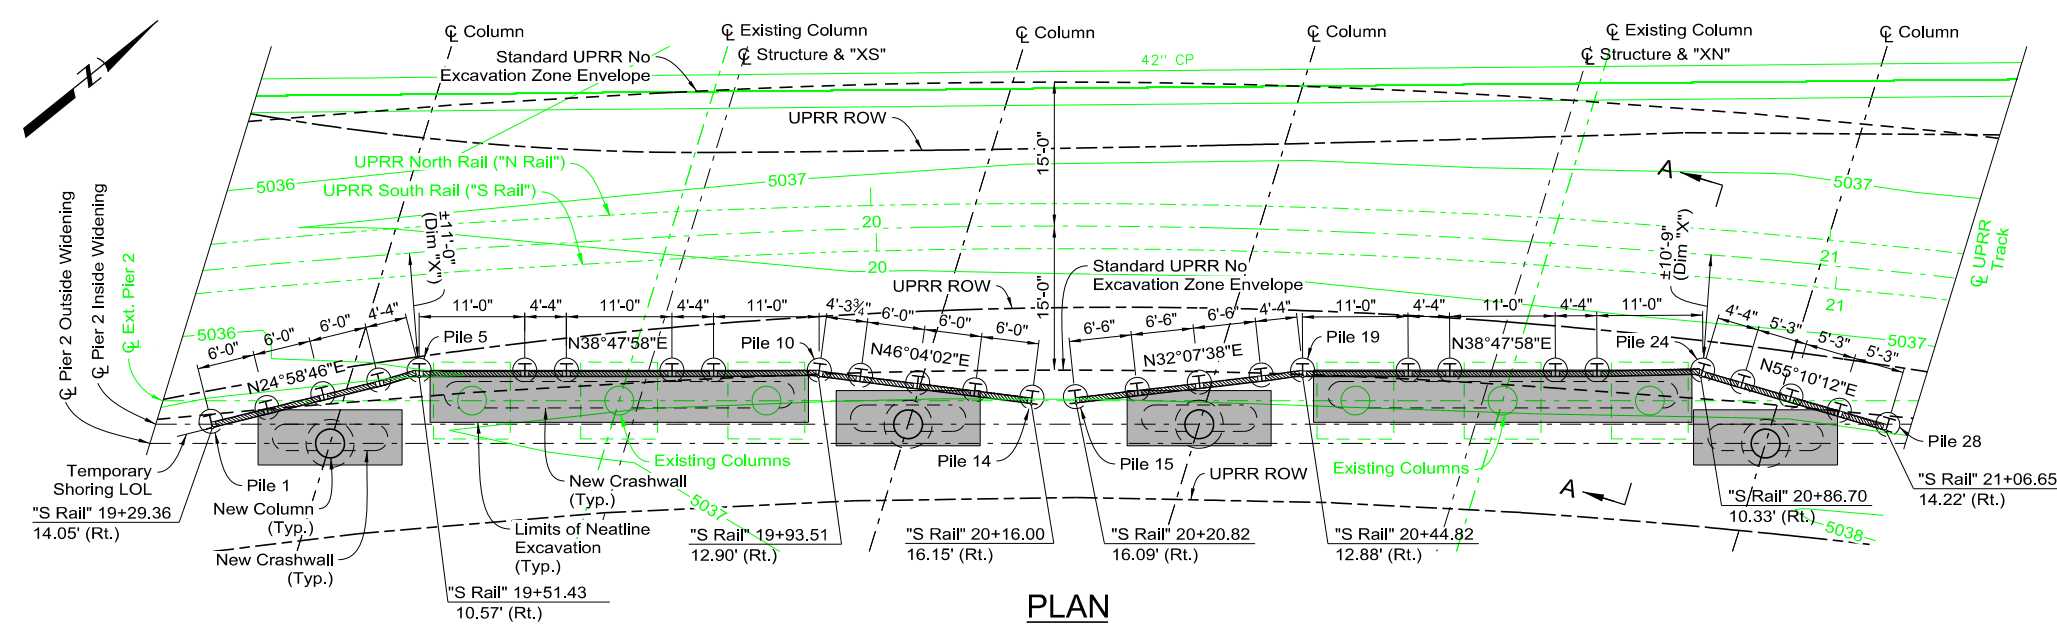 ℄ Column
℄ Existing Column
℄ Structure & "XS"
℄ Column
℄ Column
℄ Existing Column
℄ Structure & "XN"
℄ Column
Standard UPRR No
Excavation Zone Envelope
42" CP
N
UPRR ROW
15'-0"
UPRR North Rail ("N Rail")
UPRR South Rail ("S Rail")
5036
5037
5037
A
20
20
21
21
℄ Pier 2 Outside Widening
℄ Pier 2 Inside Widening
℄ Ext. Pier 2
±11'-0"
(Dim "X")
±10-9"
(Dim "X")
℄ UPRR
Track
Standard UPRR No
Excavation Zone Envelope
UPRR ROW
15'-0"
5036
5037
6'-0"
6'-0"
6'-0"
4'-4"
11'-0"
4'-4"
11'-0"
4'-4"
11'-0"
4'-3¾"
6'-0"
6'-0"
6'-0"
6'-6"
6'-6"
6'-6"
4'-4"
11'-0"
4'-4"
11'-0"
4'-4"
11'-0"
4'-4"
5'-3"
5'-3"
5'-3"
N24°58'46"E
Pile 5
N38°47'58"E
Pile 10
N46°04'02"E
N32°07'38"E
Pile 19
N38°47'58"E
Pile 24
N55°10'12"E
Temporary
Shoring LOL
Pile 1
New Column
(Typ.)
New Crashwall
(Typ.)
Existing Columns
New Crashwall
(Typ.)
5037
Limits of Neatline
Excavation
(Typ.)
Pile 14
Pile 15
UPRR ROW
Existing Columns
A
Pile 28
5038
"S Rail" 19+29.36
14.05' (Rt.)
"S Rail" 19+51.43
10.57' (Rt.)
"S Rail" 19+93.51
12.90' (Rt.)
"S Rail" 20+16.00
16.15' (Rt.)
"S Rail" 20+20.82
16.09' (Rt.)
"S Rail" 20+44.82
12.88' (Rt.)
"S Rail" 20+86.70
10.33' (Rt.)
"S Rail" 21+06.65
14.22' (Rt.)
PLAN